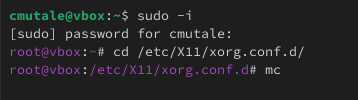 cmutale@vbox:~$ sudo -i
[sudo] password for cmutale:
root@vbox:~# cd /etc/X11/xorg.conf.d/
root@vbox:/etc/X11/xorg.conf.d# mc